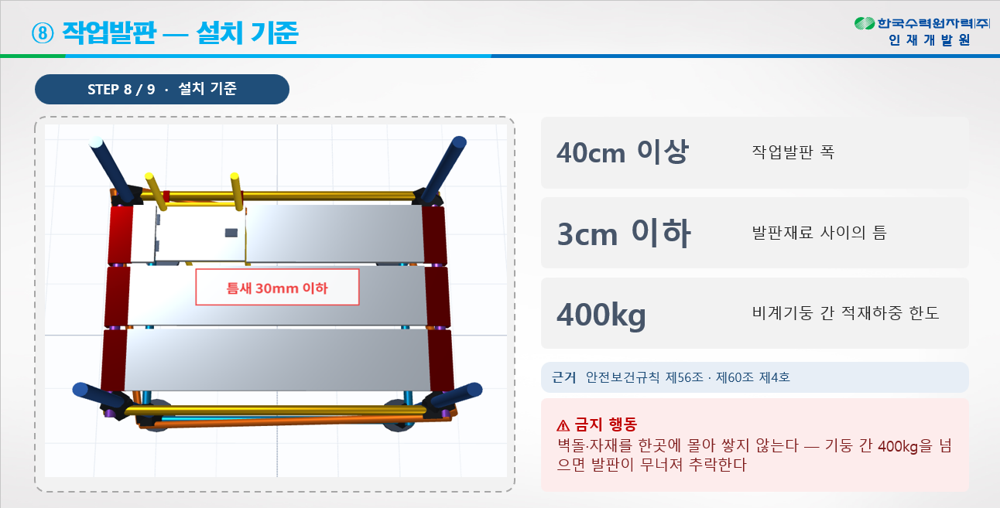 ⑧ 작업발판 — 설치 기준
한국수력원자력(주)
인재개발원
STEP 8 / 9 · 설치 기준
틈새 30mm 이하
40cm 이상 작업발판 폭
3cm 이하 발판재료 사이의 틈
400kg 비계기둥 간 적재하중 한도
근거 안전보건규칙 제56조 · 제60조 제4호
⚠ 금지 행동
벽돌·자재를 한곳에 몰아 쌓지 않는다 — 기둥 간 400kg을 넘
으면 발판이 무너져 추락한다